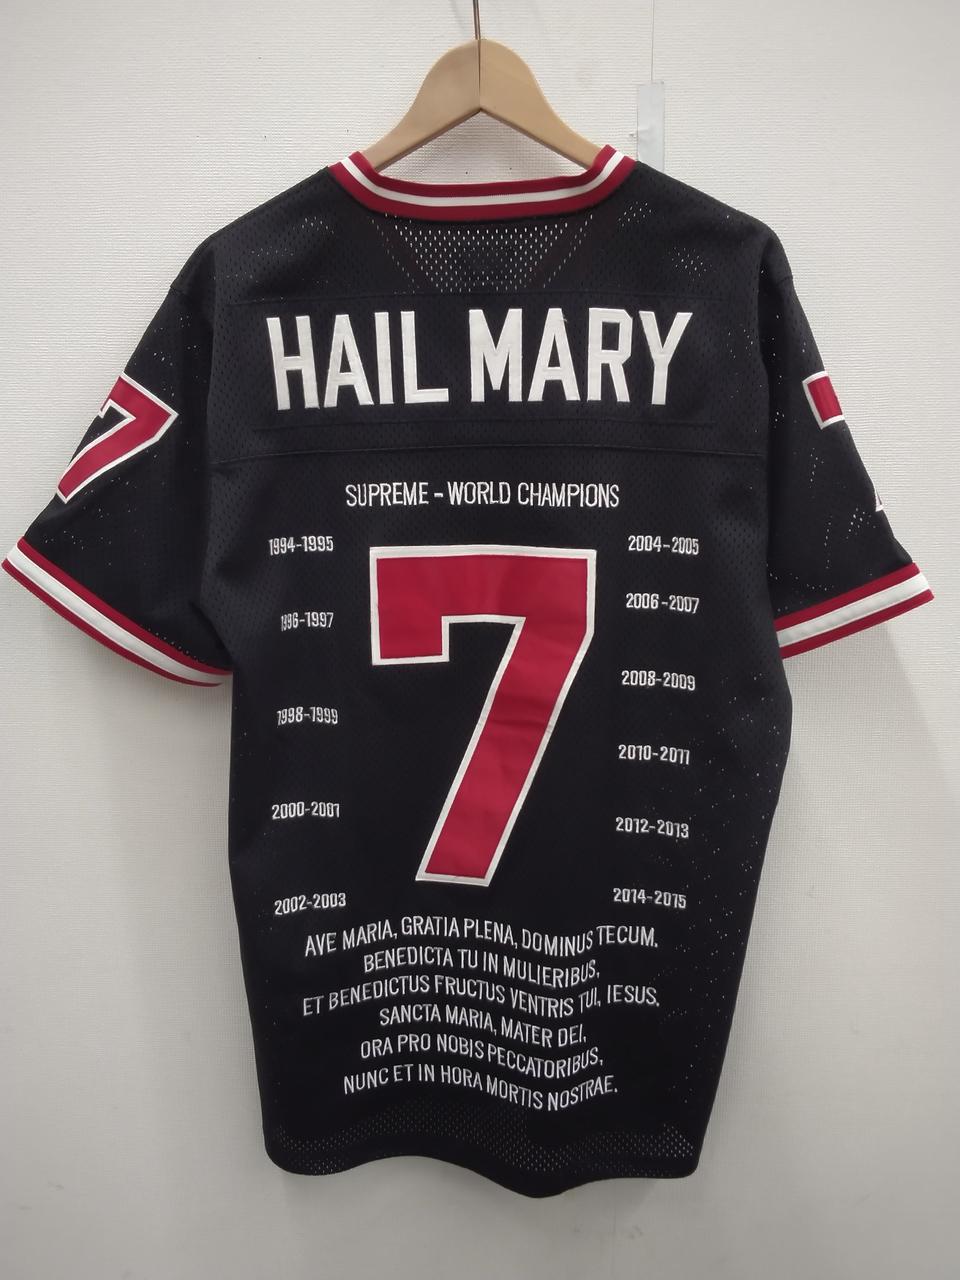 HAIL MARY
SUPREME - WORLD CHAMPIONS
1994-1995
1996-1997
1998-1999
2000-2001
2002-2003
7
2004-2005
2006-2007
2008-2009
2010-2011
2012-2013
2014-2015
7
AVE MARIA, GRATIA PLENA, DOMINUS TECUM.
BENEDICTA TU IN MULIERIBUS,
ET BENEDICTUS FRUCTUS VENTRIS TUI, IESUS.
SANCTA MARIA, MATER DEI,
ORA PRO NOBIS PECCATORIBUS,
NUNC ET IN HORA MORTIS NOSTRAE.